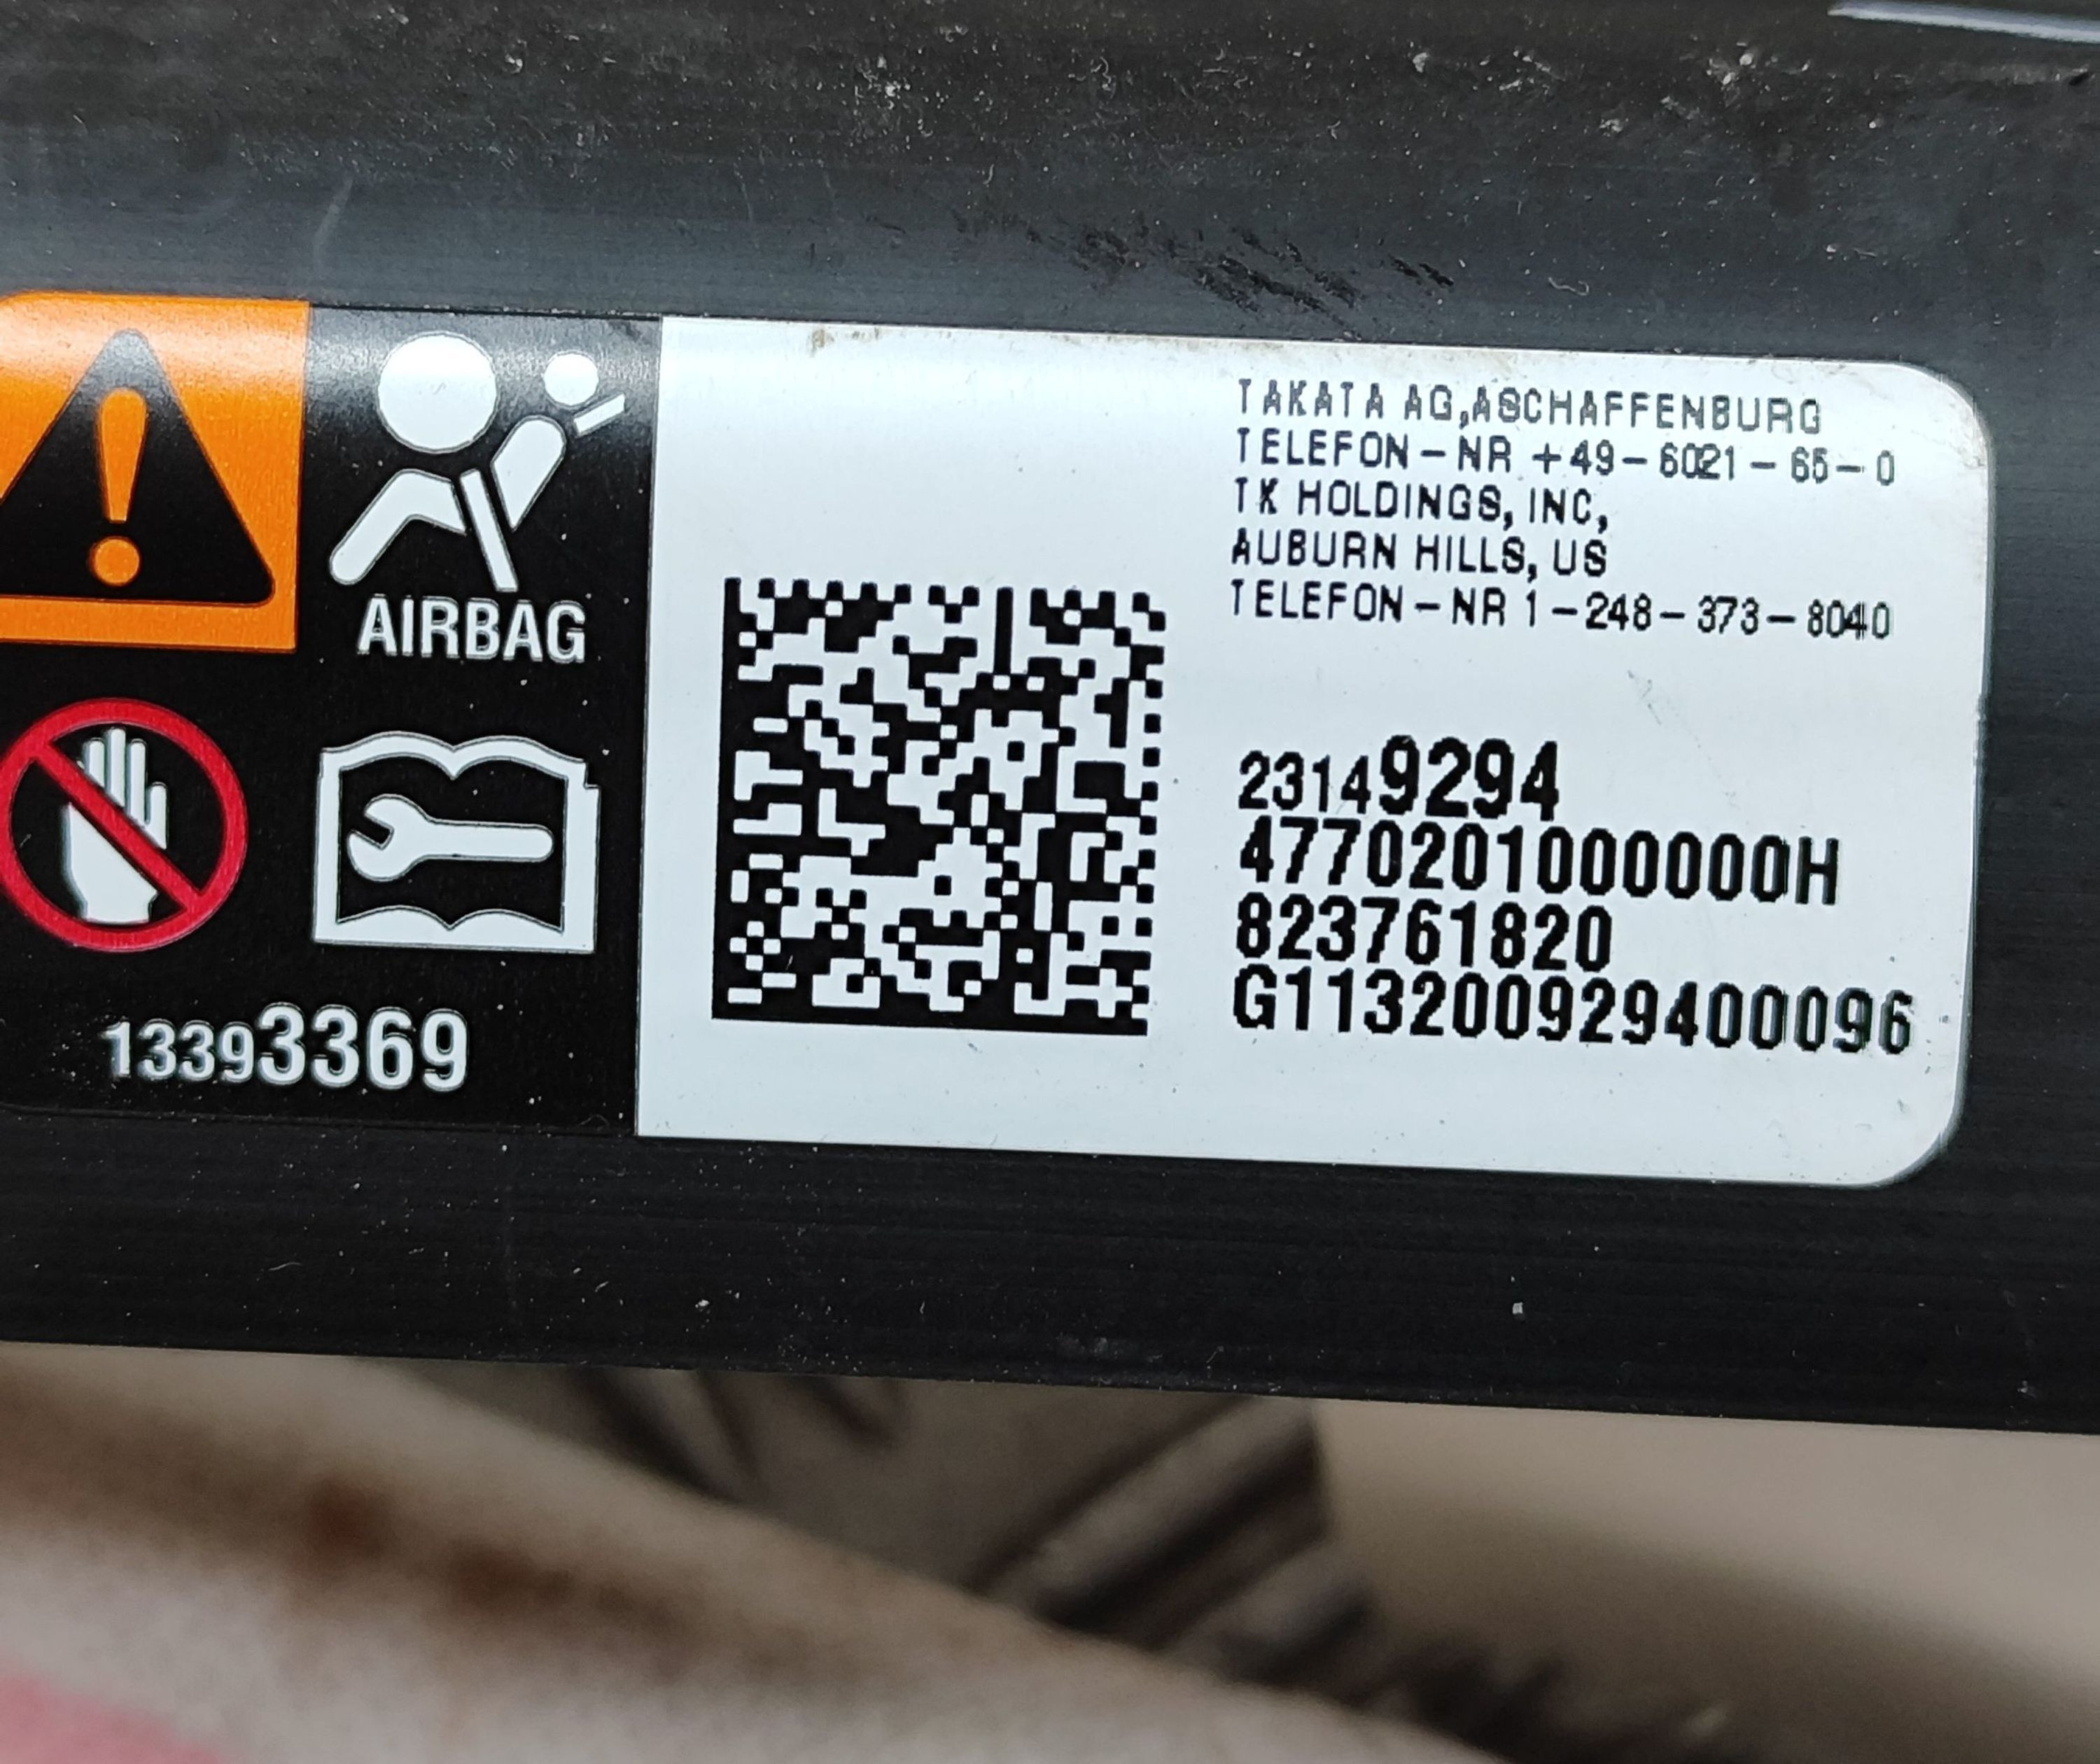 AIRBAG
13393369
TAKATA AG,ASCHAFFENBURG
TELEFON-NR +49-6021-65-0
TK HOLDINGS, INC,
AUBURN HILLS, US
TELEFON-NR 1-248-373-8040
23149294
4770201000000H
823761820
G113200929400096